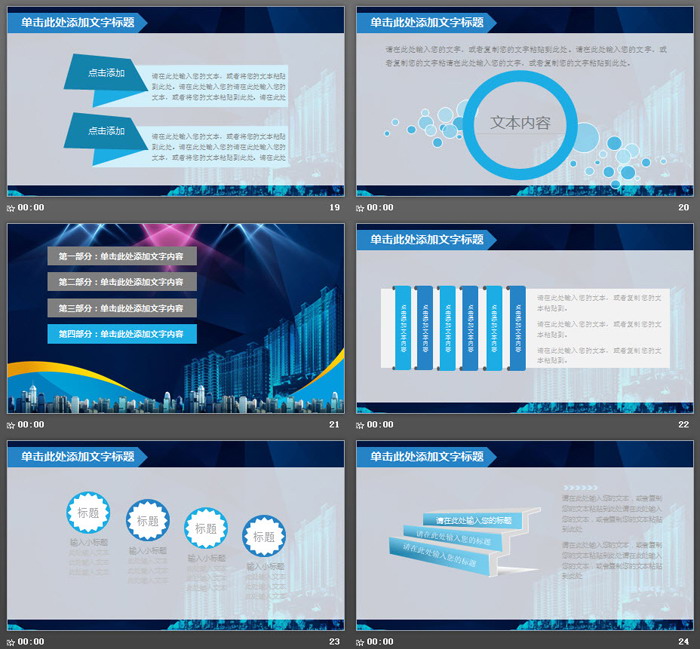 单击此处添加文字标题
点击添加
请在此处输入您的文本,或者将您的文本粘贴
到此处。请在此处输入您的请在此处输入您的
文本,或者将您的文本粘贴到此处。请在此处
点击添加
请在此处输入您的文本,或者将您的文本粘贴
到此处。请在此处输入您的请在此处输入您的
文本,或者将您的文本粘贴到此处。请在此处
00:00
19
单击此处添加文字标题
请在此处输入您的文字,或者复制您的文字粘贴到此处。请在此处输入您的文字,或
者复制您的文字粘请在此处输入您的文字,或者复制您的文字粘贴到此处。
文本内容
00:00
20
第一部分:单击此处添加文字内容
第二部分:单击此处添加文字内容
第三部分:单击此处添加文字内容
第四部分:单击此处添加文字内容
00:00
21
单击此处添加文字标题
请在此处输入您的文本,或者复制您的文
本粘贴到。
请在此处输入您的文本,或者复制您的文
本粘贴到。
请在此处输入您的文本,或者复制您的文
本粘贴到。
00:00
22
单击此处添加文字标题
标题
标题
标题
标题
输入小标题
输入小标题
输入小标题
输入小标题
00:00
23
单击此处添加文字标题
请在此处输入您的标题
请在此处输入您的标题
请在此处输入您的标题
>>>>>>
请在此处输入您的文本,或者复制
您的文本粘贴到此处请在此处输入
您的文本,或者复制您的文本粘贴
到此处
请在此处输入您的文本,或者复制
您的文本粘贴到此处请在此处输入
您的文本,或者复制您的文本粘贴
到此处
00:00
24